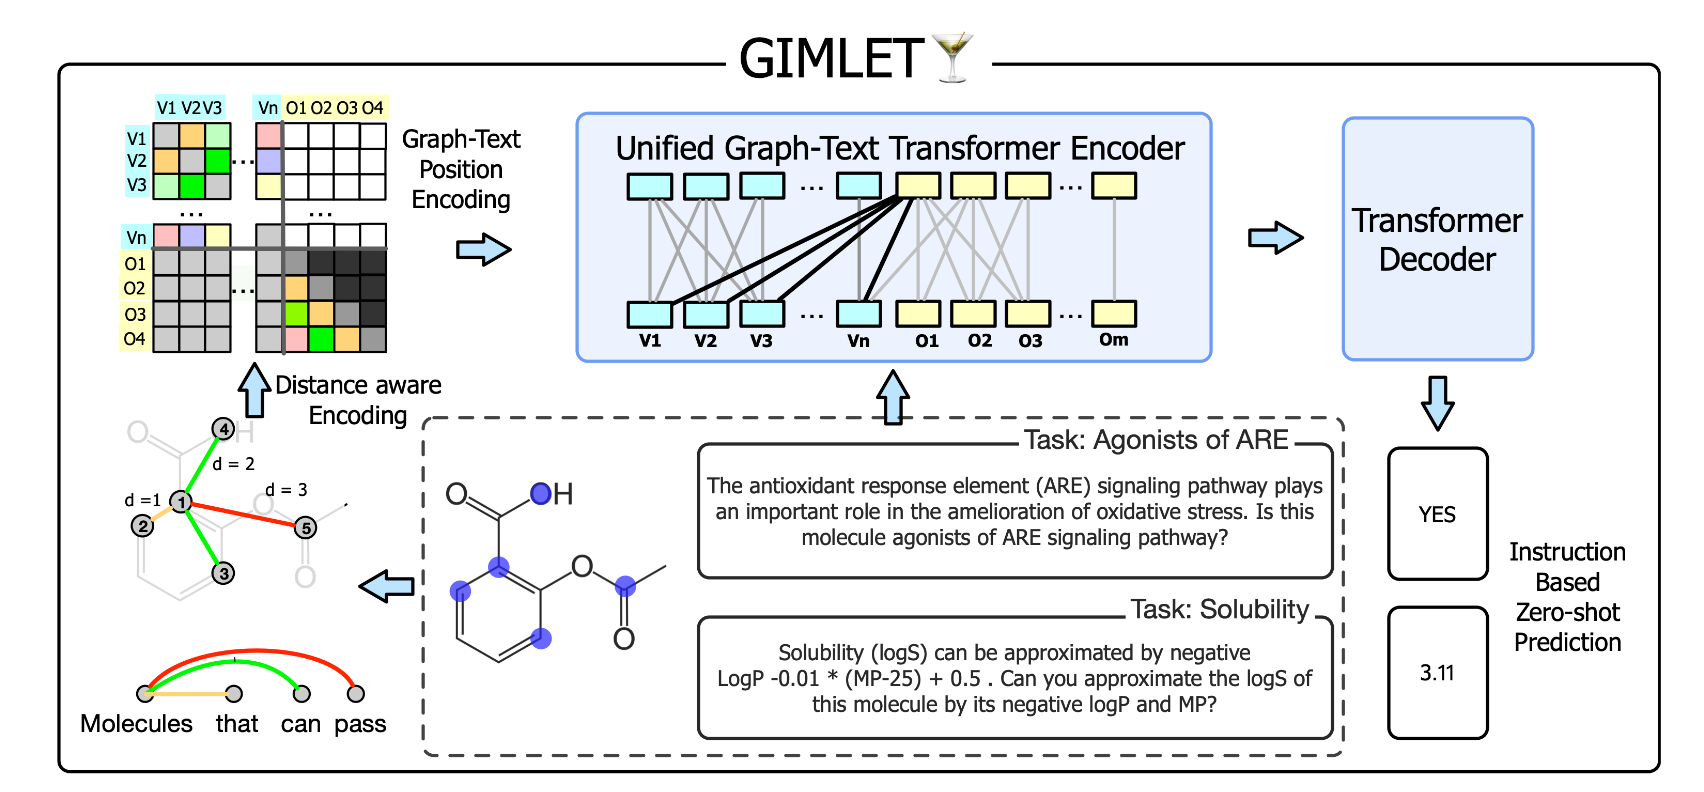 GIMLET
V1 V2 V3 Vn O1 O2 O3 O4
V1
V2
V3
...
...
...
Vn
O1
O2
...
O3
O4
Graph-Text
Position
Encoding
Unified Graph-Text Transformer Encoder
...
...
...
...
V1 V2 V3 Vn O1 O2 O3 Om
Transformer
Decoder
Distance aware
Encoding
O
H
4
d = 2
d = 3
d =1
1
O
2
5
3
O
Molecules that can pass
O
OH
O
O
Task: Agonists of ARE
The antioxidant response element (ARE) signaling pathway plays
an important role in the amelioration of oxidative stress. Is this
molecule agonists of ARE signaling pathway?
Task: Solubility
Solubility (logS) can be approximated by negative
LogP -0.01 * (MP-25) + 0.5 . Can you approximate the logS of
this molecule by its negative logP and MP?
YES
3.11
Instruction
Based
Zero-shot
Prediction